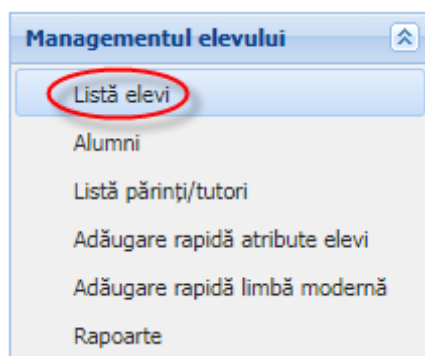 Managementul elevului
Listă elevi
Alumni
Listă părinți/tutori
Adăugare rapidă atribute elevi
Adăugare rapidă limbă modernă
Rapoarte